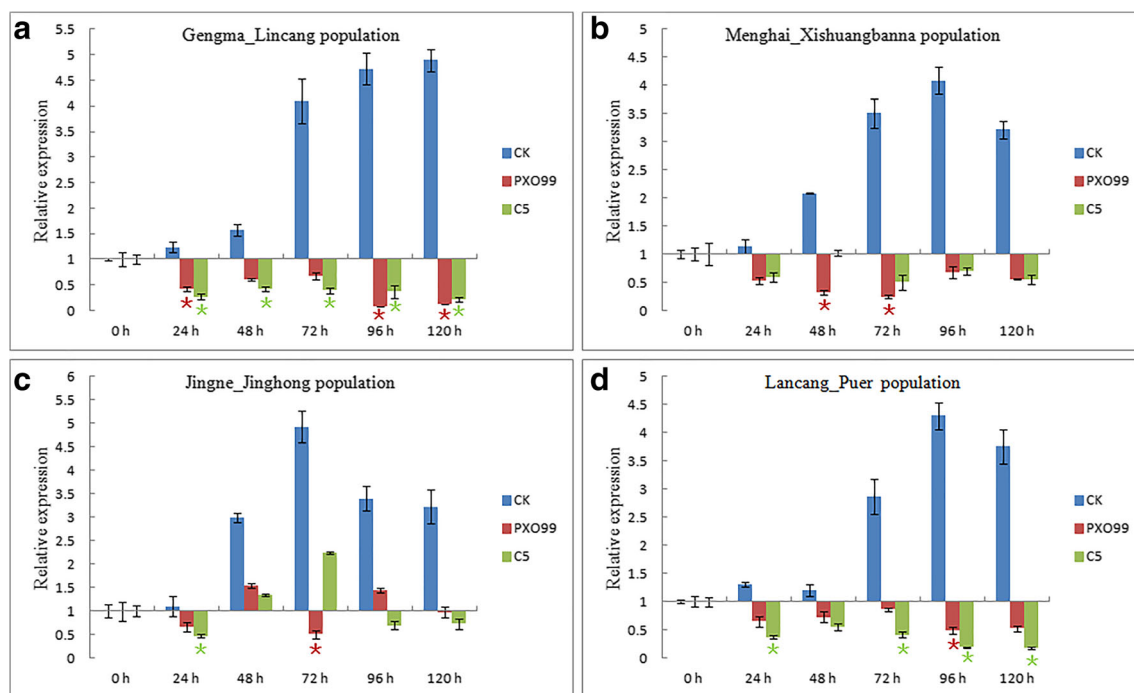 a
Gengma_Lincang population
Relative expression
5.5
5
4.5
4
3.5
3
2.5
2
1.5
1
0.5
0
0 h 24 h 48 h 72 h 96 h 120 h
* * * * * * * *
CK
PXO99
C5
b
Menghai_Xishuangbanna population
Relative expression
5
4.5
3.5
3
2.5
2
1.5
1
0.5
0
0 h 24 h 48 h 72 h 96 h 120 h
* *
CK
PXO99
C5
c
Jingne_Jinghong population
Relative expression
6
5.5
5
4.5
4
3.5
3
2.5
2
1.5
1
0.5
0
0 h 24 h 48 h 72 h 96 h 120 h
* *
CK
PXO99
C5
d
Lancang_Puer population
Relative expression
5
4.5
4
3.5
3
2.5
2
1.5
1
0.5
0
0 h 24 h 48 h 72 h 96 h 120 h
* * * * *
CK
PXO99
C5